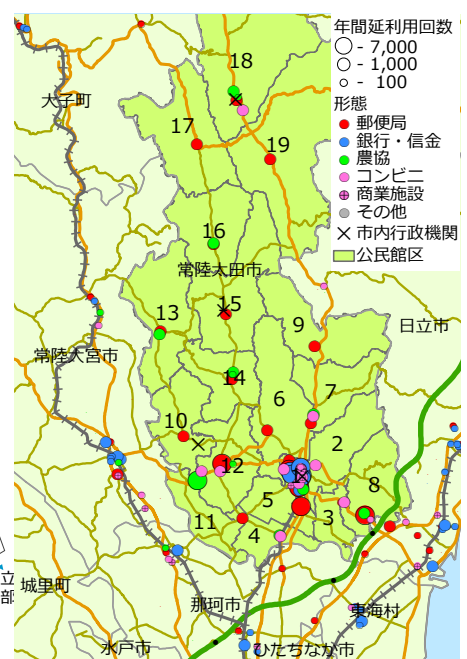 年間延利用回数
- 7,000
- 1,000
- 100
形態
郵便局
銀行・信金
農協
コンビニ
商業施設
その他
市内行政機関
公民館区
18
大子町
17
19
16
常陸太田市
15
13
9
日立市
常陸大宮市
14
7
6
10
2
12
1
5
8
11
3
4
立
部
城里町
那珂市
東海村
水戸市
ひたちなか市